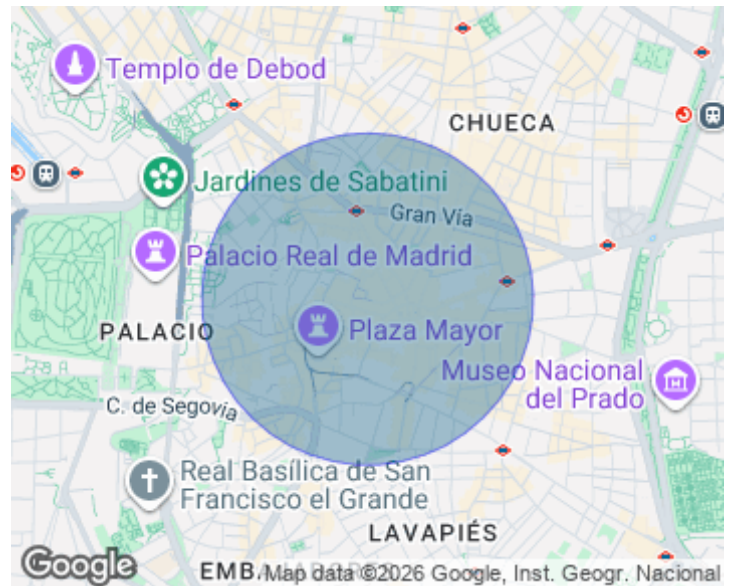 Templo de Debod
CHUECA
Jardines de Sabatini
Gran Vía
Palacio Real de Madrid
PALACIO
Plaza Mayor
Museo Nacional
del Prado
C. de Segovia
Real Basílica de San
Francisco el Grande
LAVAPIÉS
Google
EMB
Map data ©2026 Google, Inst. Geogr. Nacional